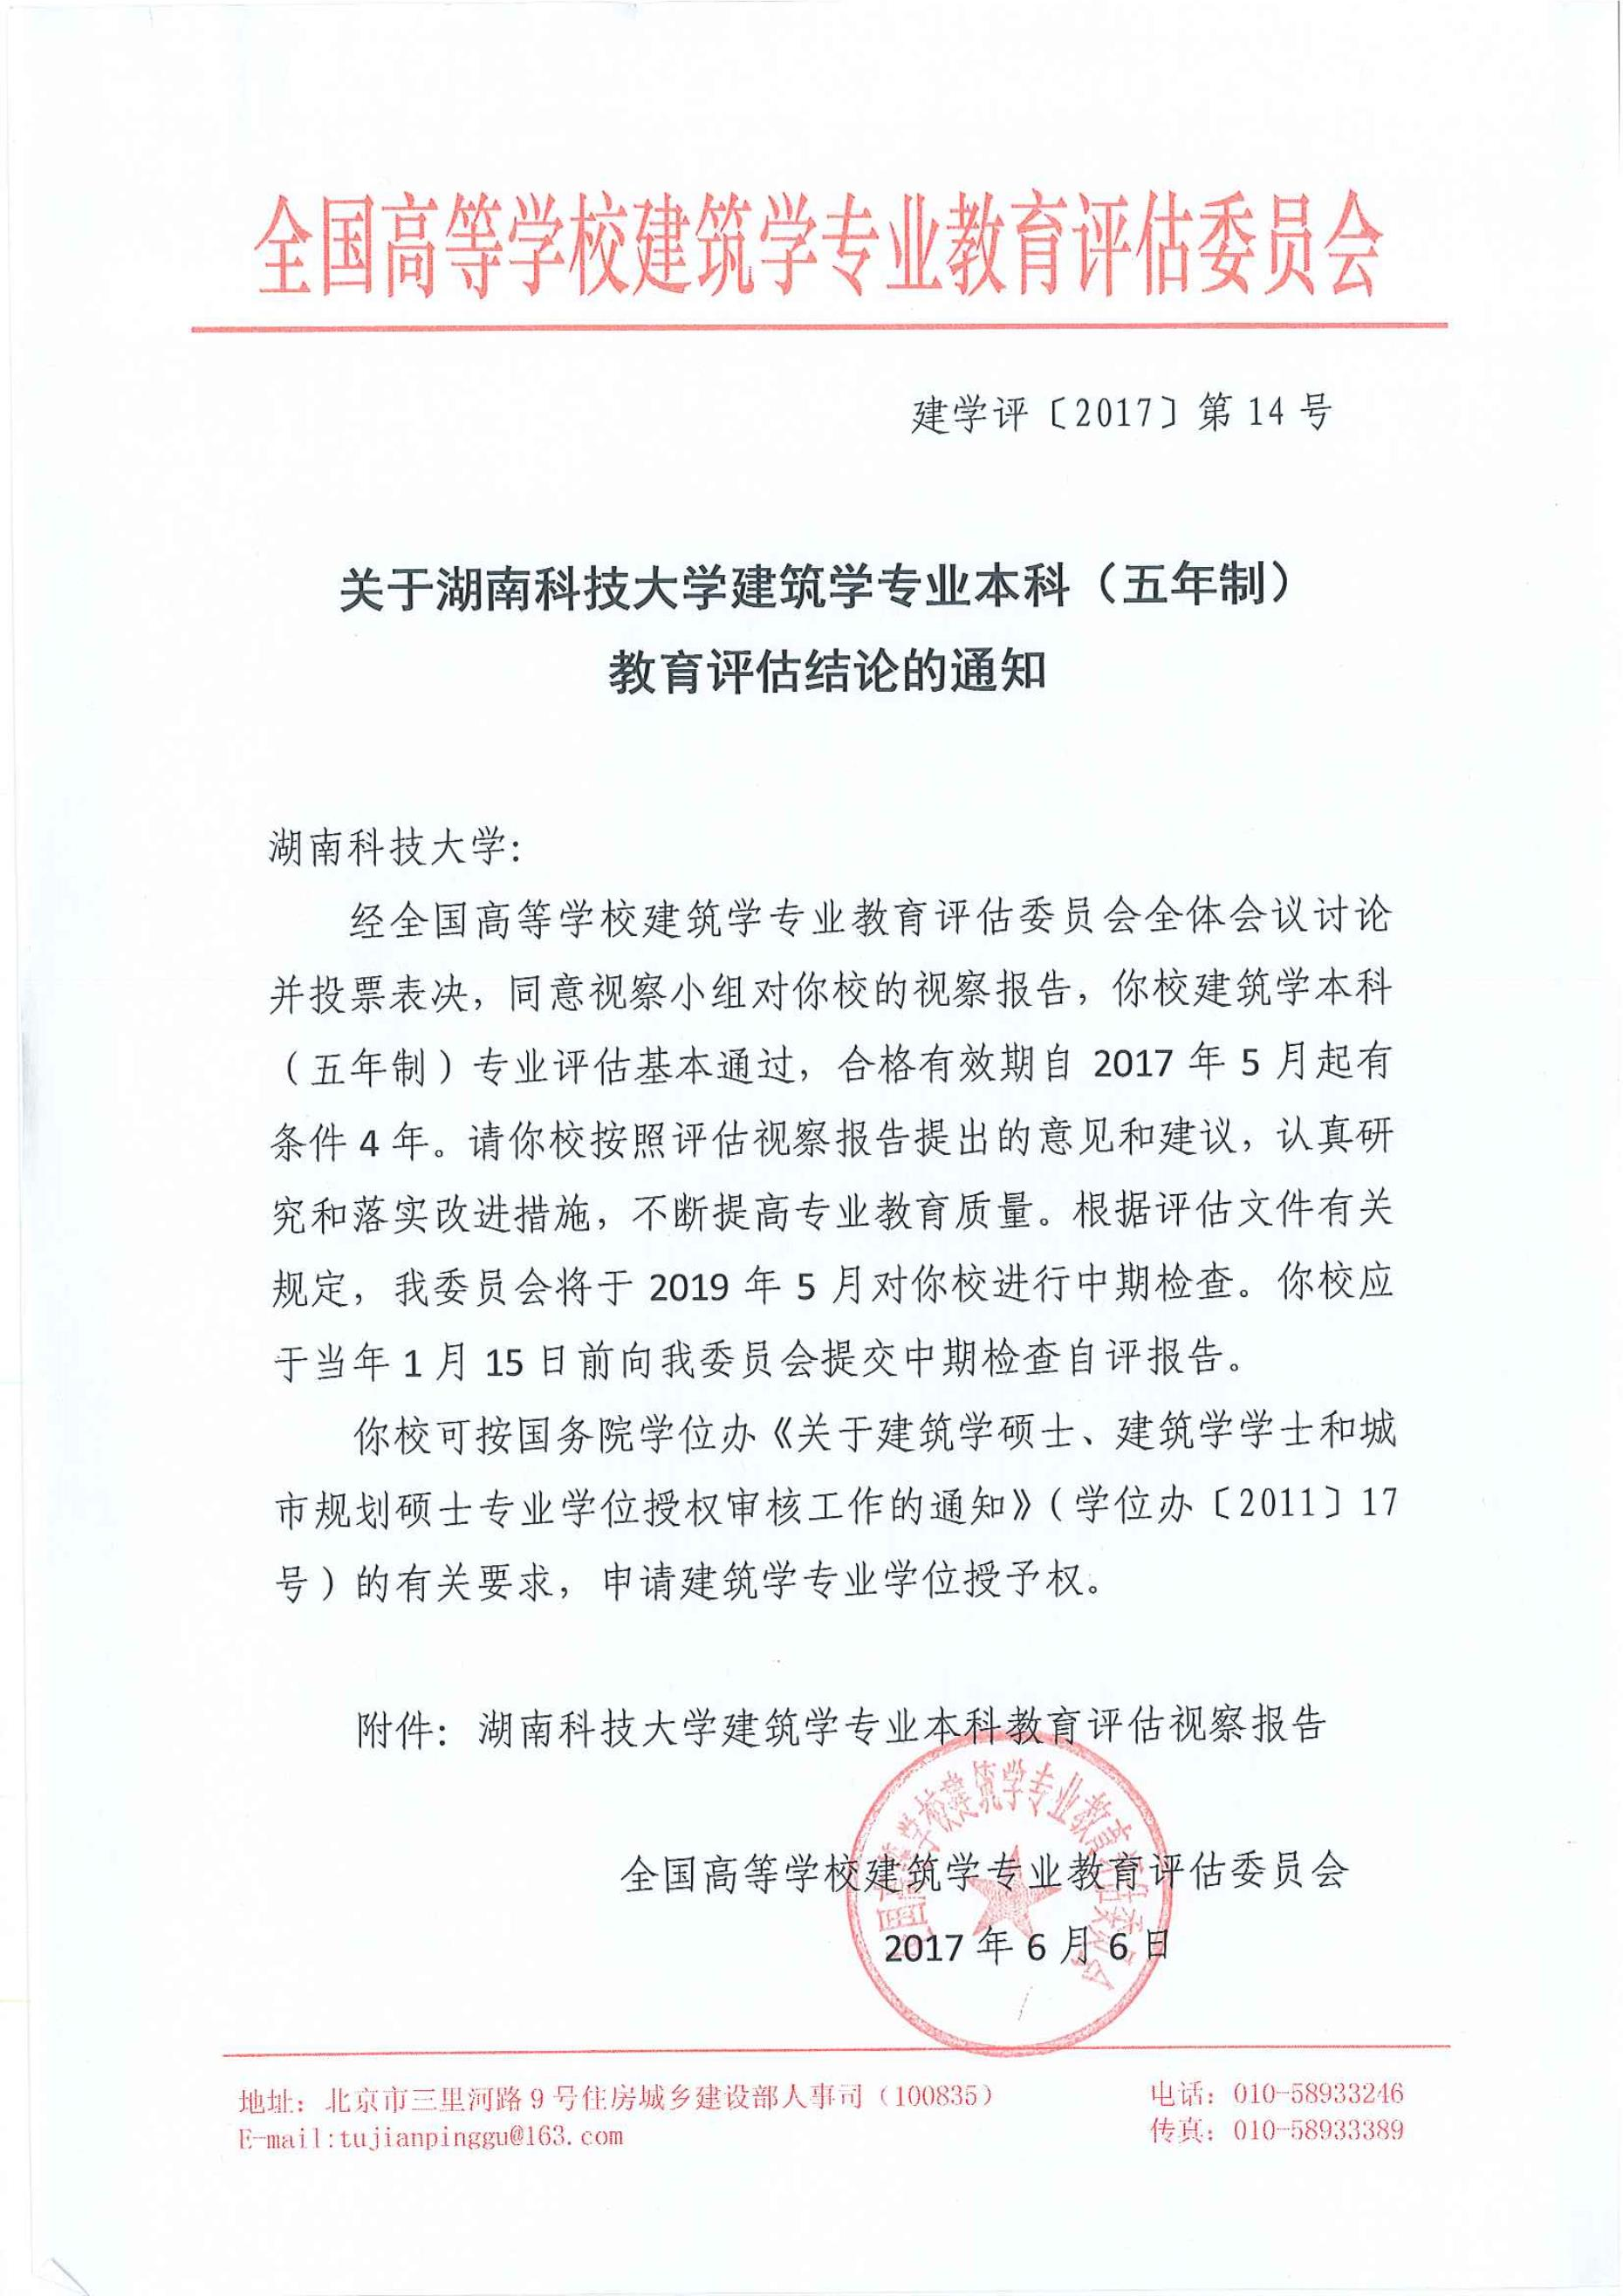 全国高等学校建筑学专业教育评估委员会
建学评〔2017〕第 14 号
关于湖南科技大学建筑学专业本科（五年制）
教育评估结论的通知
湖南科技大学：
经全国高等学校建筑学专业教育评估委员会全体会议讨论
并投票表决，同意视察小组对你校的视察报告，你校建筑学本科
（五年制）专业评估基本通过，合格有效期自 2017 年 5 月起有
条件 4 年。请你校按照评估视察报告提出的意见和建议，认真研
究和落实改进措施，不断提高专业教育质量。根据评估文件有关
规定，我委员会将于 2019 年 5 月对你校进行中期检查。你校应
于当年 1 月 15 日前向我委员会提交中期检查自评报告。
你校可按国务院学位办《关于建筑学硕士、建筑学学士和城
市规划硕士专业学位授权审核工作的通知》（学位办〔2011〕17
号）的有关要求，申请建筑学专业学位授予权。
附件：湖南科技大学建筑学专业本科教育评估视察报告
全国高等学校建筑学专业教育评估委员会
2017 年 6 月 6 日
地址：北京市三里河路 9 号住房城乡建设部人事司（100835）
电话：010-58933246
E-mail:tujianpinggu@163.com
传真：010-58933389